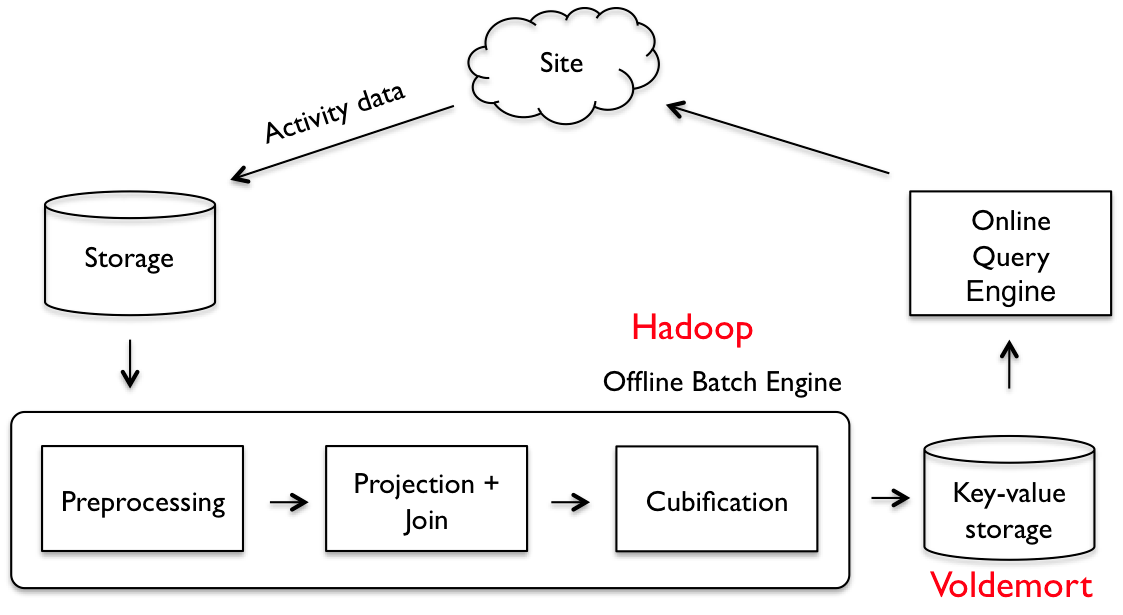 Site
Activity data
Storage
Online
Query
Engine
Hadoop
Offline Batch Engine
Preprocessing
Projection +
Join
Cubification
Key-value
storage
Voldemort